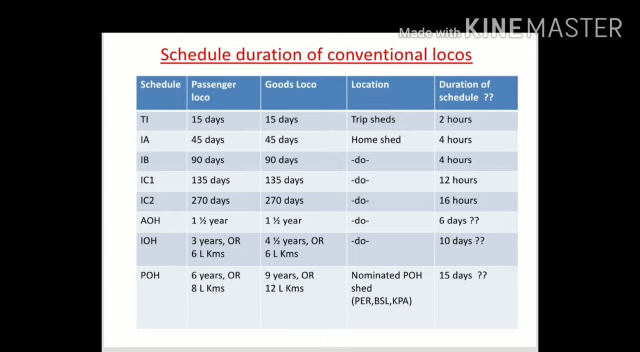 Made with KINEMASTER
Schedule duration of conventional locos
Schedule Passenger loco Goods Loco Location Duration of schedule ??
TI 15 days 15 days Trip sheds 2 hours
IA 45 days 45 days Home shed 4 hours
IB 90 days 90 days -do- 4 hours
IC1 135 days 135 days -do- 12 hours
IC2 270 days 270 days -do- 16 hours
AOH 1 ½ year 1 ½ year -do- 6 days ??
IOH 3 years, OR 4 ½ years, OR -do- 10 days ??
6 L Kms 6 L Kms
POH 6 years, OR 9 years, OR Nominated POH 15 days ??
8 L Kms 12 L Kms shed
(PER,BSL,KPA)